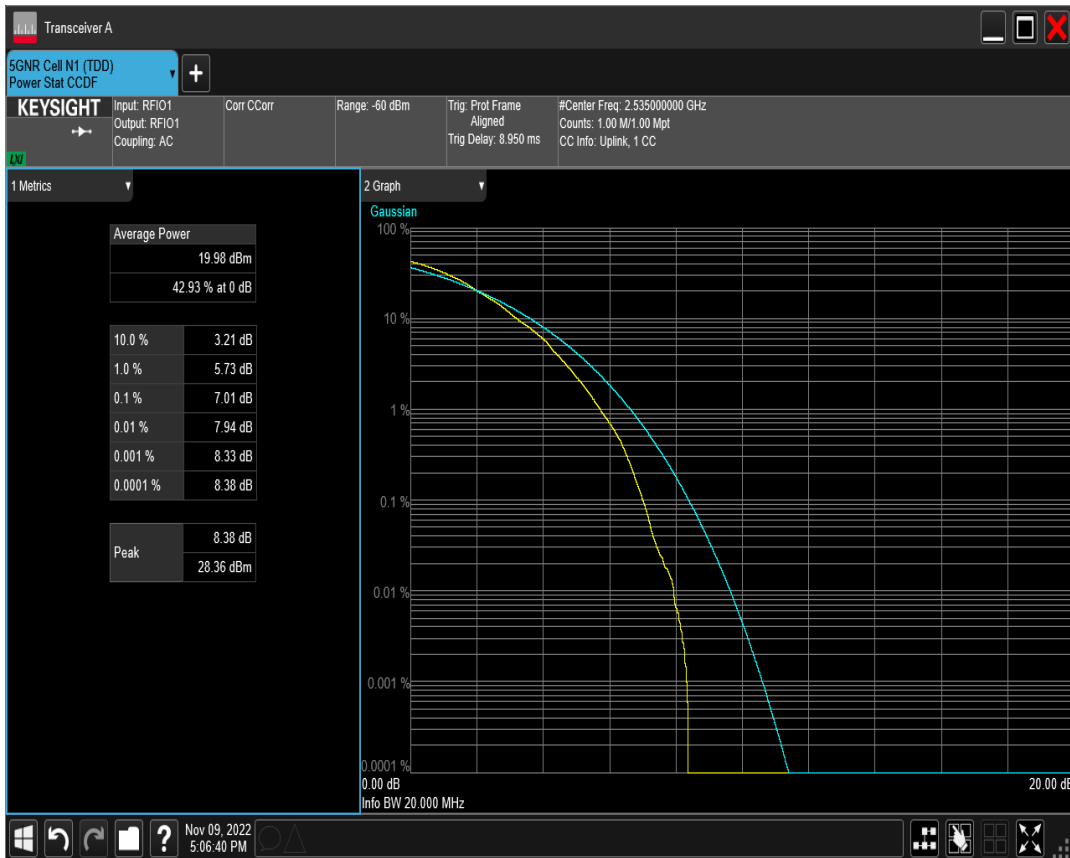 Transceiver A
5GNR Cell N1 (TDD)
Power Stat CCDF
+
KEYSIGHT
LXI
Input: RFIO1
Output: RFIO1
Coupling: AC
Corr CCorr
Range: -60 dBm
Trig: Prot Frame
Aligned
Trig Delay: 8.950 ms
#Center Freq: 2.535000000 GHz
Counts: 1.00 M/1.00 Mpt
CC Info: Uplink, 1 CC
1 Metrics
Average Power
19.98 dBm
42.93 % at 0 dB
10.0 % 3.21 dB
1.0 % 5.73 dB
0.1 % 7.01 dB
0.01 % 7.94 dB
0.001 % 8.33 dB
0.0001 % 8.38 dB
Peak 8.38 dB
28.36 dBm
2 Graph
Gaussian
100 %
10 %
1 %
0.1 %
0.01 %
0.001 %
0.0001 %
0.00 dB 20.00 dB
Info BW 20.000 MHz
?
Nov 09, 2022
5:06:40 PM